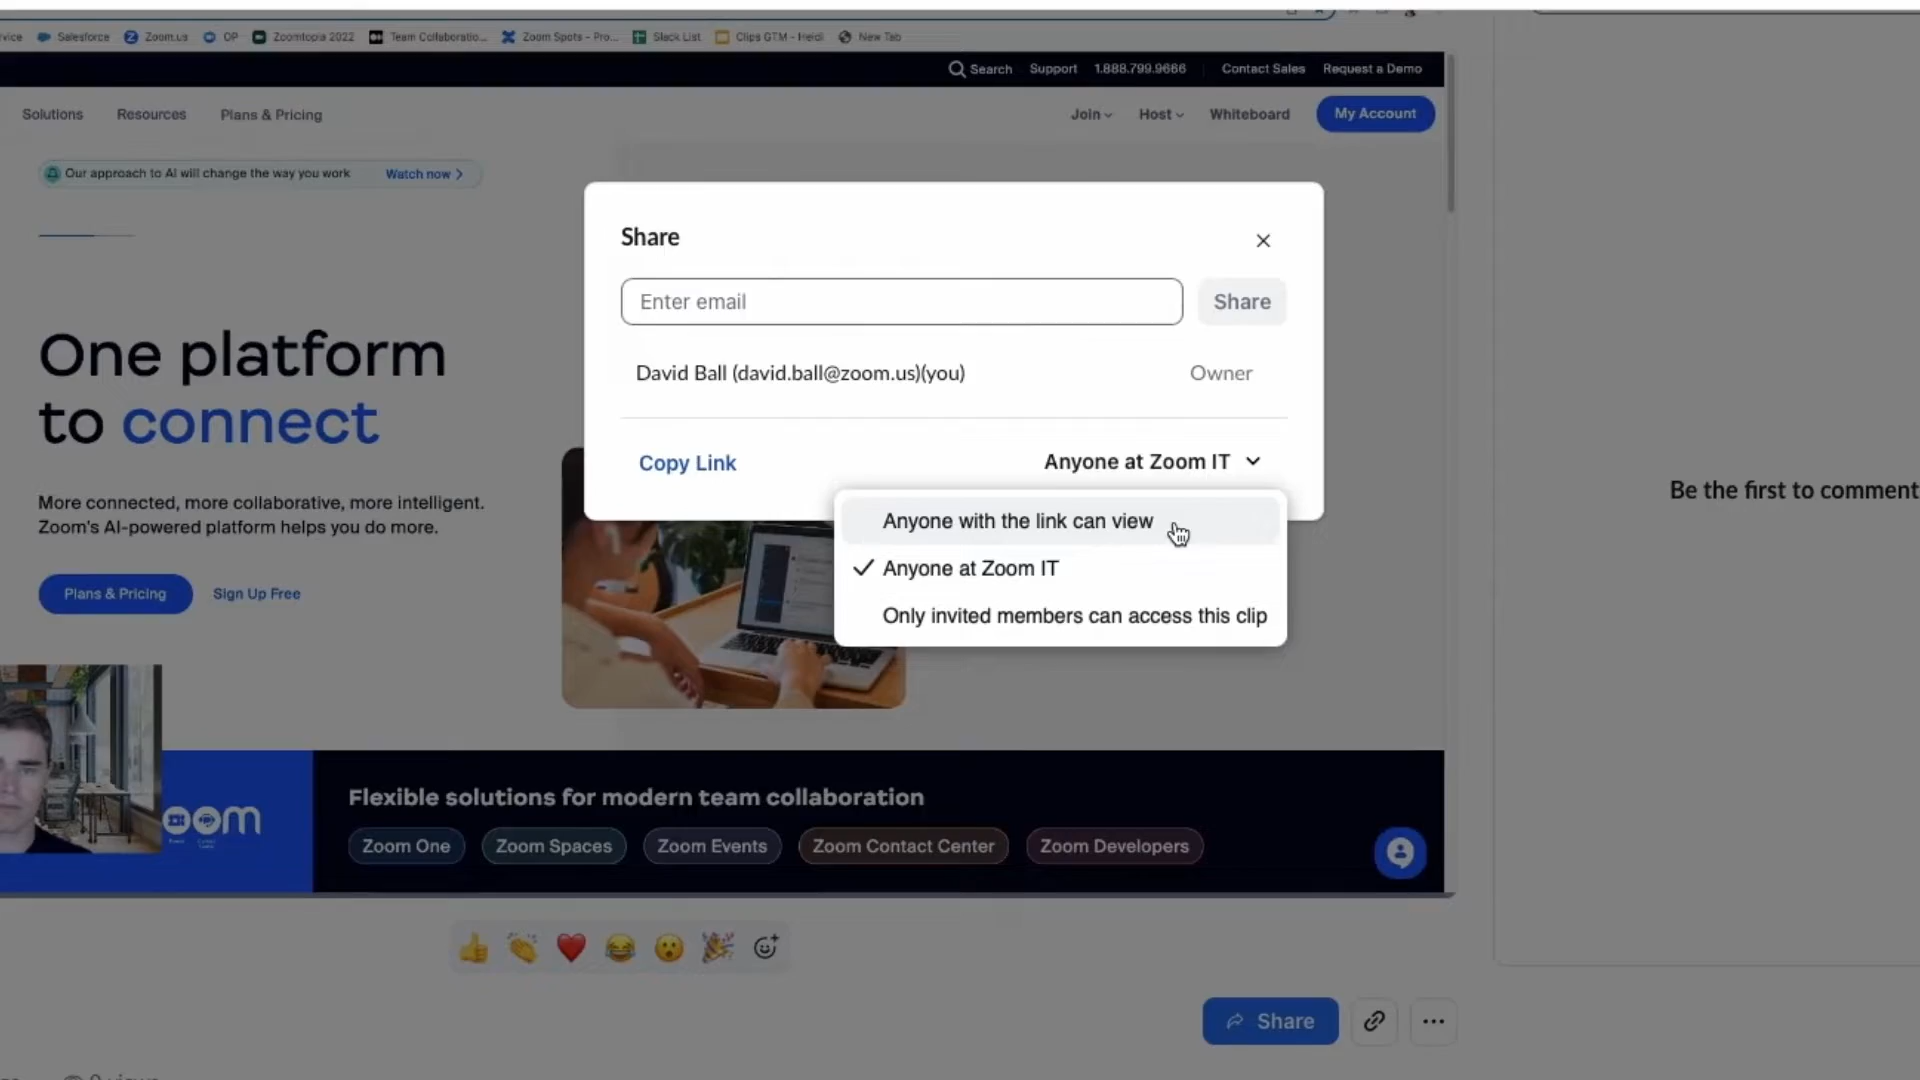 Salesforce
Zoom.us
OP
Zoomtopia 2022
Team Collaboratio...
Zoom Spots - Pro...
Slack List
Clips GTM - Heidi
New Tab
Search
Support
1.888.799.9666
Contact Sales
Request a Demo
Solutions
Resources
Plans & Pricing
Join
Host
Whiteboard
My Account
Our approach to AI will change the way you work
Watch now
Share
Enter email
Share
David Ball (david.ball@zoom.us)(you)
Owner
Copy Link
Anyone at Zoom IT
Anyone with the link can view
Anyone at Zoom IT
Only invited members can access this clip
One platform
to connect
More connected, more collaborative, more intelligent.
Zoom's AI-powered platform helps you do more.
Plans & Pricing
Sign Up Free
Be the first to comment
Flexible solutions for modern team collaboration
Zoom One
Zoom Spaces
Zoom Events
Zoom Contact Center
Zoom Developers
Share